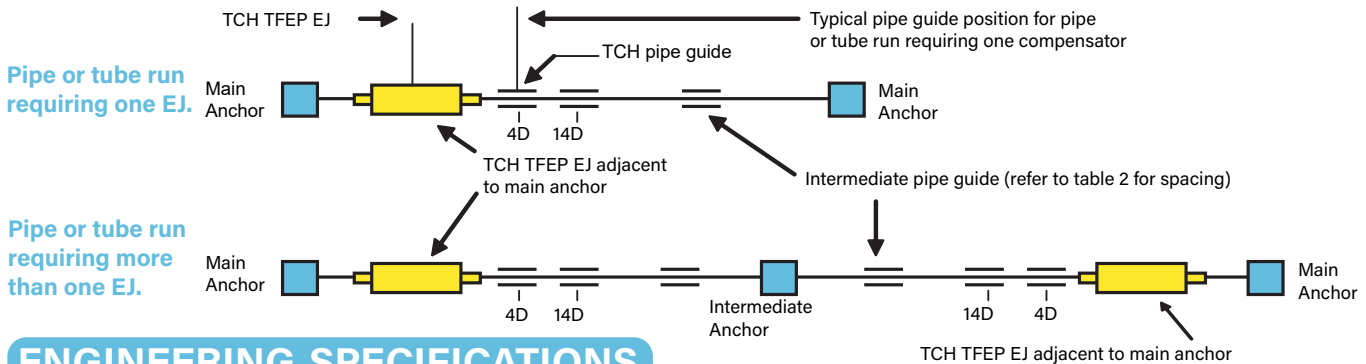 TCH TFEP EJ
Typical pipe guide position for pipe
or tube run requiring one compensator
TCH pipe guide
Pipe or tube run
requiring one EJ.
Main
Anchor
Main
Anchor
4D
14D
TCH TFEP EJ adjacent
to main anchor
Intermediate pipe guide (refer to table 2 for spacing)
Pipe or tube run
requiring more
than one EJ.
Main
Anchor
Main
Anchor
4D
14D
Intermediate
Anchor
14D
4D
TCH TFEP EJ adjacent to main anchor
ENGINEERING SPECIFICATIONS